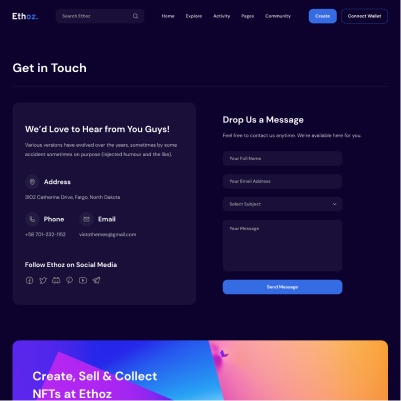 Ethoz.
Search Ethoz
Home Explore Activity Pages Community
Create
Connect Wallet
Get in Touch
We'd Love to Hear from You Guys!
Various versions have evolved over the years, sometimes by some
accident sometimes on purpose (injected humour and the like).
Address
3102 Catherine Drive, Fargo, North Dakota
Phone
+58 701-232-1152
Email
vistathemes@gmail.com
Follow Ethoz on Social Media
Drop Us a Message
Feel free to contact us anytime. We're available here for you.
Your Full Name
Your Email Address
Select Subject
Your Message
Send Message
Create, Sell & Collect
NFTs at Ethoz